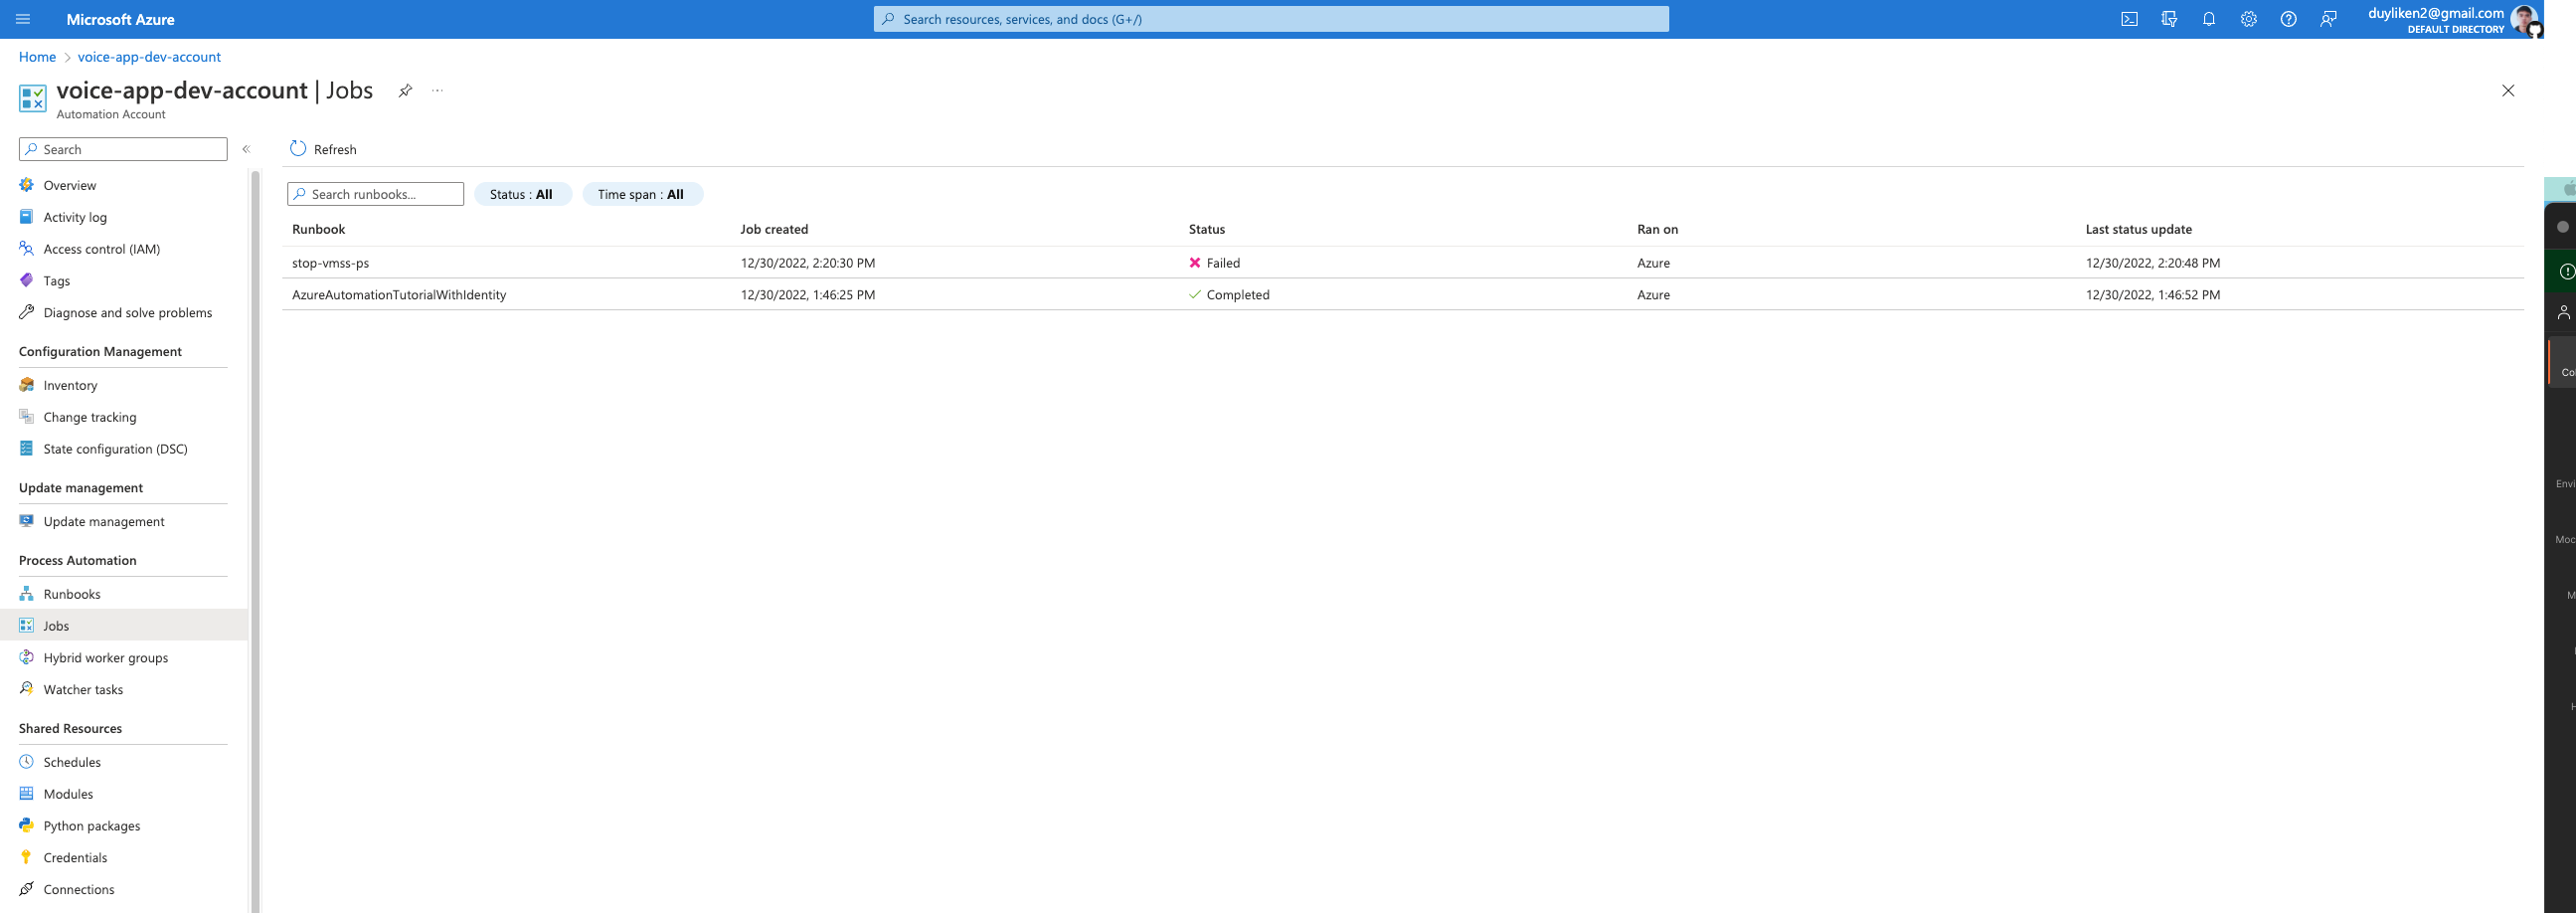 Microsoft Azure
Search resources, services, and docs (G+/)
duyliken2@gmail.com
DEFAULT DIRECTORY
Home > voice-app-dev-account
voice-app-dev-account | Jobs
Automation Account
Search
Refresh
Overview
Activity log
Access control (IAM)
Tags
Diagnose and solve problems
Configuration Management
Inventory
Change tracking
State configuration (DSC)
Update management
Update management
Process Automation
Runbooks
Jobs
Hybrid worker groups
Watcher tasks
Shared Resources
Schedules
Modules
Python packages
Credentials
Connections
Search runbooks... Status : All Time span : All
Runbook Job created Status Ran on Last status update
stop-vmss-ps 12/30/2022, 2:20:30 PM Failed Azure 12/30/2022, 2:20:48 PM
AzureAutomationTutorialWithIdentity 12/30/2022, 1:46:25 PM Completed Azure 12/30/2022, 1:46:52 PM